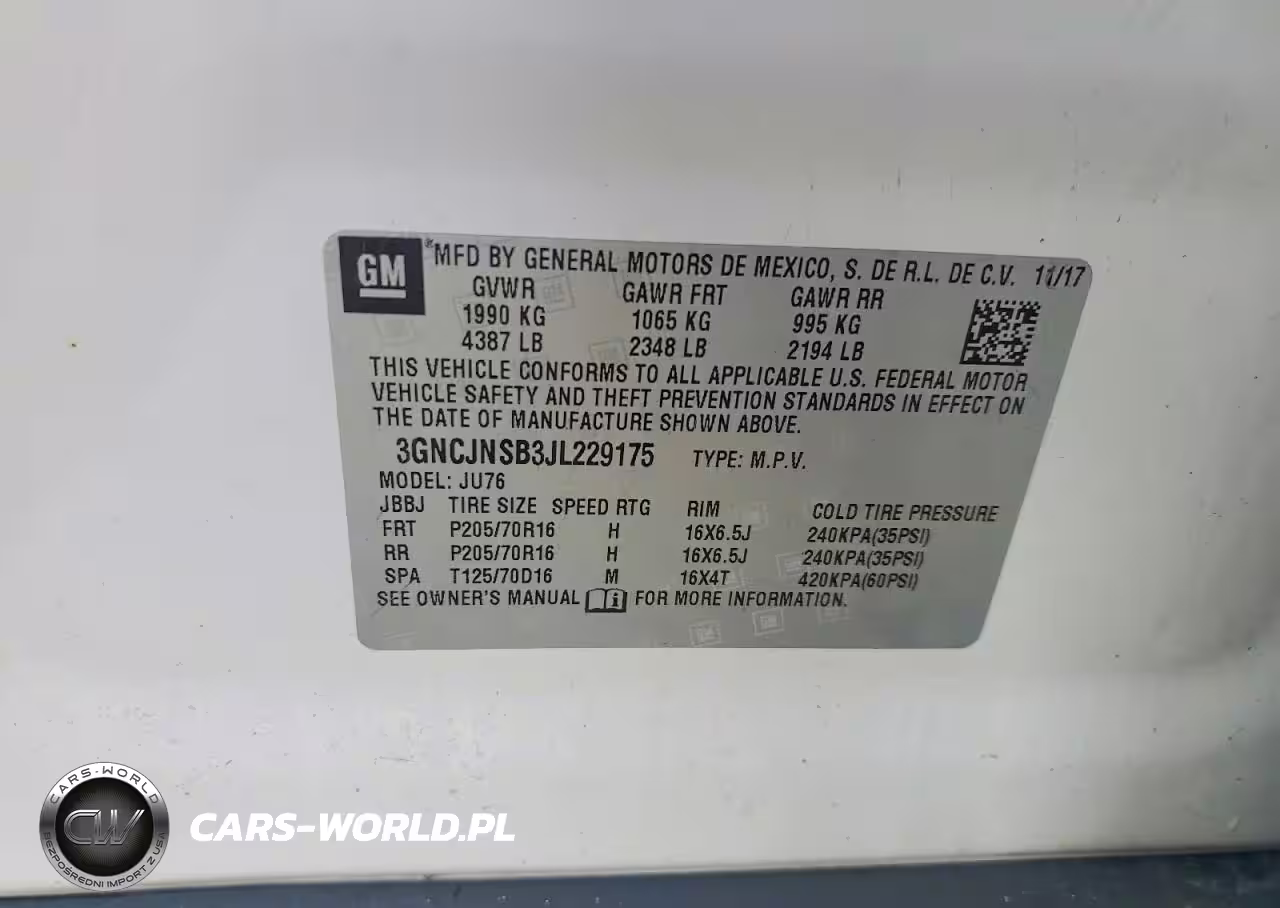 GM ® MFD BY GENERAL MOTORS DE MEXICO, S. DE R.L. DE C.V. 11/17
GVWR GAWR FRT GAWR RR
1990 KG 1065 KG 995 KG
4387 LB 2348 LB 2194 LB
THIS VEHICLE CONFORMS TO ALL APPLICABLE U.S. FEDERAL MOTOR
VEHICLE SAFETY AND THEFT PREVENTION STANDARDS IN EFFECT ON
THE DATE OF MANUFACTURE SHOWN ABOVE.
3GNCJNSB3JL229175 TYPE: M.P.V.
MODEL: JU76
JBBJ TIRE SIZE SPEED RTG RIM COLD TIRE PRESSURE
FRT P205/70R16 H 16X6.5J 240KPA(35PSI)
RR P205/70R16 H 16X6.5J 240KPA(35PSI)
SPA T125/70D16 M 16X4T 420KPA(60PSI)
SEE OWNER'S MANUAL FOR MORE INFORMATION.
CARS-WORLD
CW
BEZPOŚREDNI IMPORT Z USA
CARS-WORLD.PL